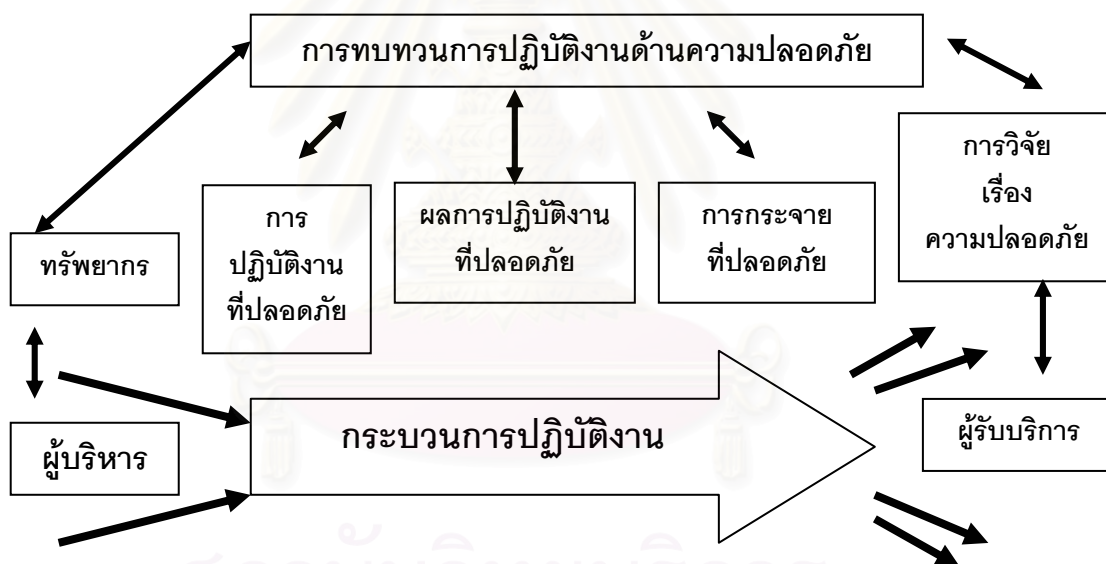 การทบทวนการปฏิบัติงานด้านความปลอดภัย
การวิจัย
เรื่อง
ความปลอดภัย
การ
ปฏิบัติงาน
ที่ปลอดภัย
ผลการปฏิบัติงาน
ที่ปลอดภัย
การกระจาย
ที่ปลอดภัย
ทรัพยากร
กระบวนการปฏิบัติงาน
ผู้บริหาร
ผู้รับบริการ